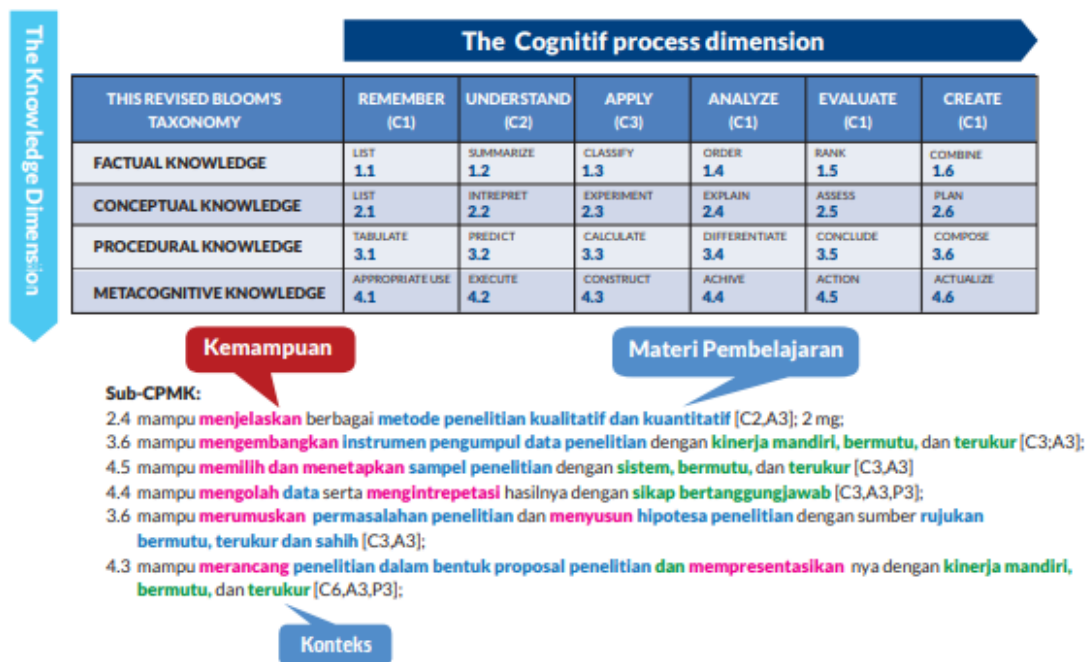 The Knowledge Dimension
The Cognitif process dimension
THIS REVISED BLOOM'S REMEMBER UNDERSTAND APPLY ANALYZE EVALUATE CREATE
TAXONOMY (C1) (C2) (C3) (C1) (C1) (C1)
FACTUAL KNOWLEDGE LIST SUMMARIZE CLASSIFY ORDER RANK COMBINE
1.1 1.2 1.3 1.4 1.5 1.6
CONCEPTUAL KNOWLEDGE LIST INTREPRET EXPERIMENT EXPLAIN ASSESS PLAN
2.1 2.2 2.3 2.4 2.5 2.6
PROCEDURAL KNOWLEDGE TABULATE PREDICT CALCULATE DIFFERENTIATE CONCLUDE COMPOSE
3.1 3.2 3.3 3.4 3.5 3.6
METACOGNITIVE KNOWLEDGE APPROPRIATE USE EXECUTE CONSTRUCT ACHIVE ACTION ACTUALIZE
4.1 4.2 4.3 4.4 4.5 4.6
Kemampuan Materi Pembelajaran
Sub-CPMK:
2.4 mampu menjelaskan berbagai metode penelitian kualitatif dan kuantitatif [C2,A3]; 2 mg;
3.6 mampu mengembangkan instrumen pengumpul data penelitian dengan kinerja mandiri, bermutu, dan terukur [C3;A3];
4.5 mampu memilih dan menetapkan sampel penelitian dengan sistem, bermutu, dan terukur [C3,A3]
4.4 mampu mengolah data serta mengintrepetasi hasilnya dengan sikap bertanggungjawab [C3,A3,P3];
3.6 mampu merumuskan permasalahan penelitian dan menyusun hipotesa penelitian dengan sumber rujukan
bermutu, terukur dan sahih [C3,A3];
4.3 mampu merancang penelitian dalam bentuk proposal penelitian dan mempresentasikan nya dengan kinerja mandiri,
bermutu, dan terukur [C6,A3,P3];
Konteks